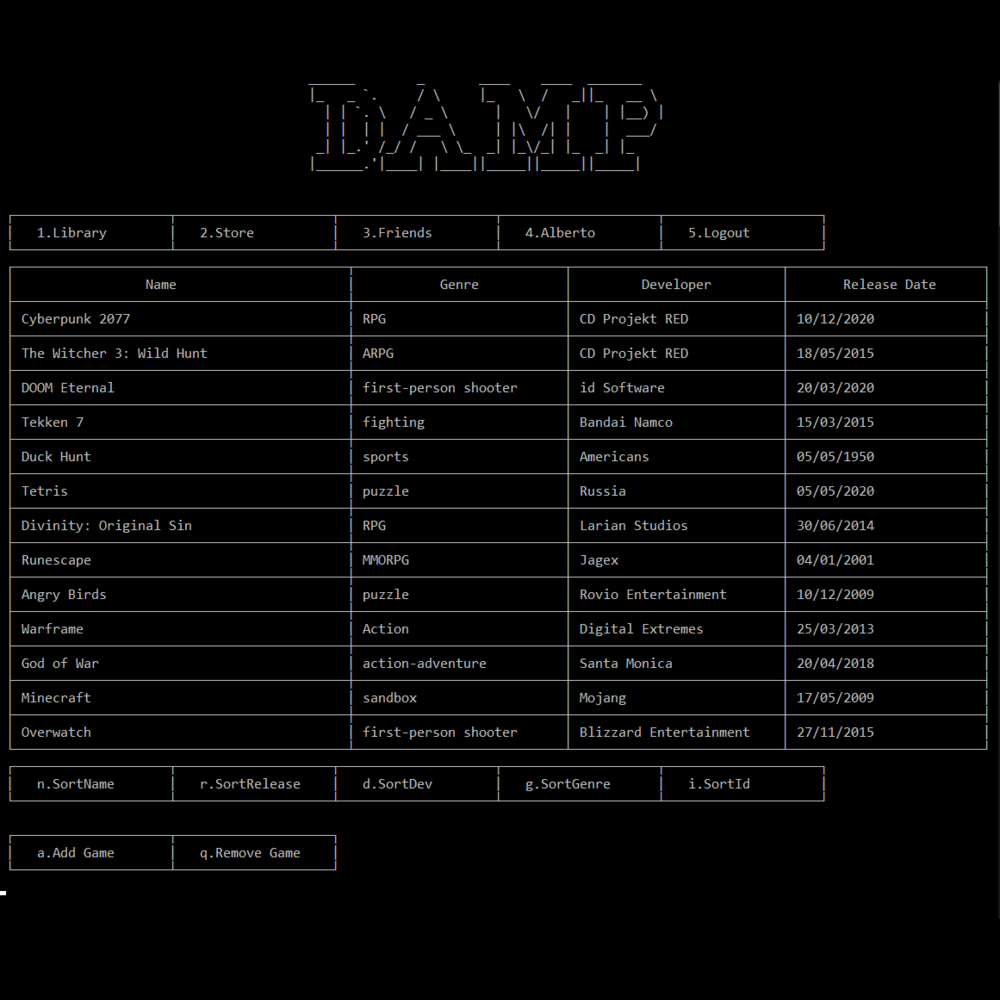 DAMP
1.Library 2.Store 3.Friends 4.Alberto 5.Logout
Name Genre Developer Release Date
Cyberpunk 2077 RPG CD Projekt RED 10/12/2020
The Witcher 3: Wild Hunt ARPG CD Projekt RED 18/05/2015
DOOM Eternal first-person shooter id Software 20/03/2020
Tekken 7 fighting Bandai Namco 15/03/2015
Duck Hunt sports Americans 05/05/1950
Tetris puzzle Russia 05/05/2020
Divinity: Original Sin RPG Larian Studios 30/06/2014
Runescape MMORPG Jagex 04/01/2001
Angry Birds puzzle Rovio Entertainment 10/12/2009
Warframe Action Digital Extremes 25/03/2013
God of War action-adventure Santa Monica 20/04/2018
Minecraft sandbox Mojang 17/05/2009
Overwatch first-person shooter Blizzard Entertainment 27/11/2015
n.SortName r.SortRelease d.SortDev g.SortGenre i.SortId
a.Add Game q.Remove Game